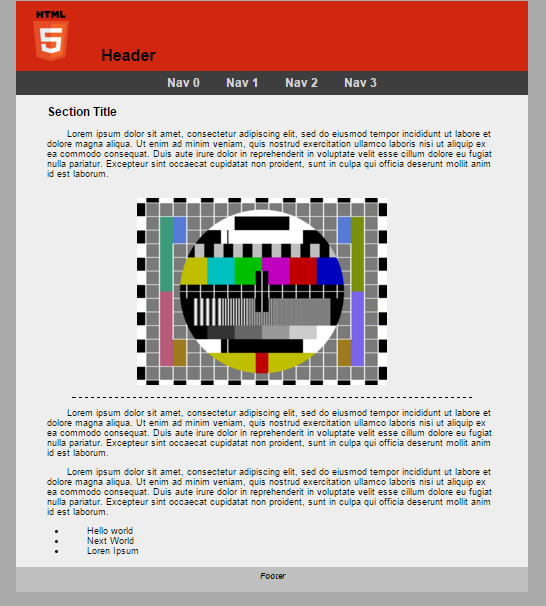 HTML
5
Header
Nav 0 Nav 1 Nav 2 Nav 3
Section Title
Lorem ipsum dolor sit amet, consectetur adipiscing elit, sed do eiusmod tempor incididunt ut labore et
dolore magna aliqua. Ut enim ad minim veniam, quis nostrud exercitation ullamco laboris nisi ut aliquip ex
ea commodo consequat. Duis aute irure dolor in reprehenderit in voluptate velit esse cillum dolore eu fugiat
nulla pariatur. Excepteur sint occaecat cupidatat non proident, sunt in culpa qui officia deserunt mollit anim
id est laborum.
Lorem ipsum dolor sit amet, consectetur adipiscing elit, sed do eiusmod tempor incididunt ut labore et
dolore magna aliqua. Ut enim ad minim veniam, quis nostrud exercitation ullamco laboris nisi ut aliquip ex
ea commodo consequat. Duis aute irure dolor in reprehenderit in voluptate velit esse cillum dolore eu fugiat
nulla pariatur. Excepteur sint occaecat cupidatat non proident, sunt in culpa qui officia deserunt mollit anim
id est laborum.
Lorem ipsum dolor sit amet, consectetur adipiscing elit, sed do eiusmod tempor incididunt ut labore et
dolore magna aliqua. Ut enim ad minim veniam, quis nostrud exercitation ullamco laboris nisi ut aliquip ex
ea commodo consequat. Duis aute irure dolor in reprehenderit in voluptate velit esse cillum dolore eu fugiat
nulla pariatur. Excepteur sint occaecat cupidatat non proident, sunt in culpa qui officia deserunt mollit anim
id est laborum.
• Hello world
• Next World
• Loren Ipsum
Footer